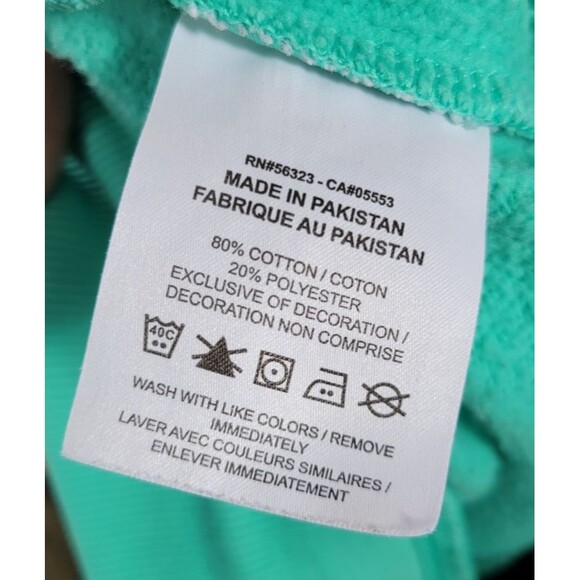 RN#56323 - CA#05553
MADE IN PAKISTAN
FABRIQUE AU PAKISTAN
80% COTTON / COTON
20% POLYESTER
EXCLUSIVE OF DECORATION /
DECORATION NON COMPRISE
40C
WASH WITH LIKE COLORS / REMOVE
IMMEDIATELY
LAVER AVEC COULEURS SIMILAIRES /
ENLEVER IMMEDIATEMENT